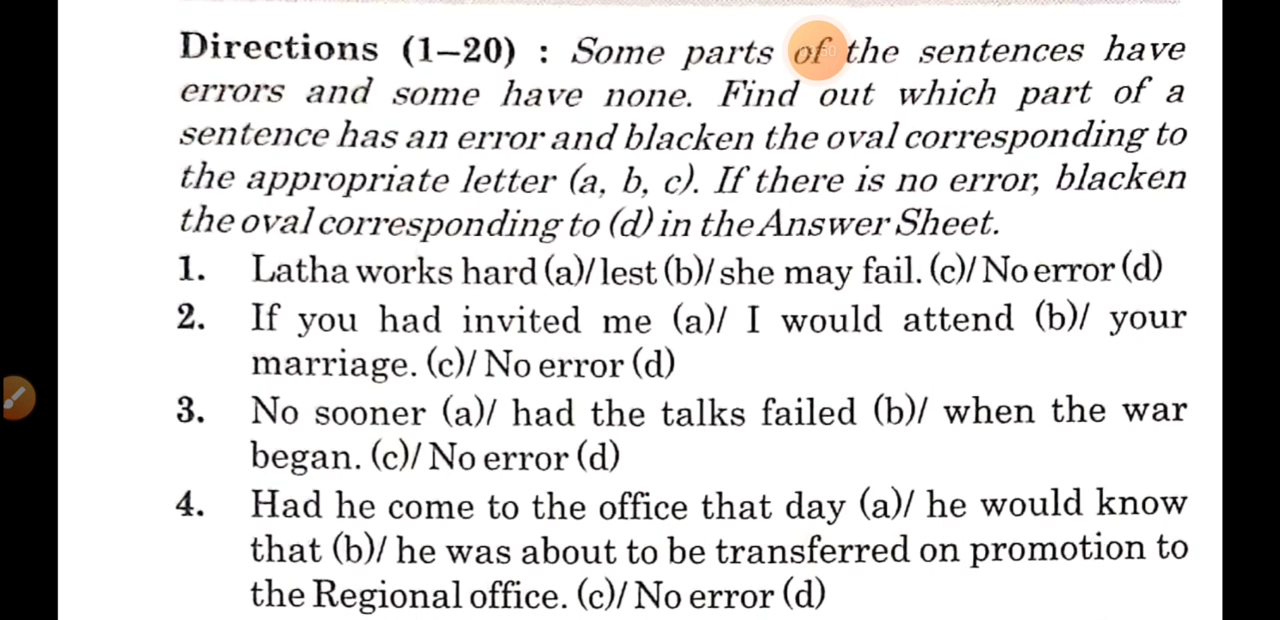 Directions (1–20) : Some parts of the sentences have
errors and some have none. Find out which part of a
sentence has an error and blacken the oval corresponding to
the appropriate letter (a, b, c). If there is no error, blacken
the oval corresponding to (d) in the Answer Sheet.
1. Latha works hard (a)/ lest (b)/ she may fail. (c)/ No error (d)
2. If you had invited me (a)/ I would attend (b)/ your
marriage. (c)/ No error (d)
3. No sooner (a)/ had the talks failed (b)/ when the war
began. (c)/ No error (d)
4. Had he come to the office that day (a)/ he would know
that (b)/ he was about to be transferred on promotion to
the Regional office. (c)/ No error (d)